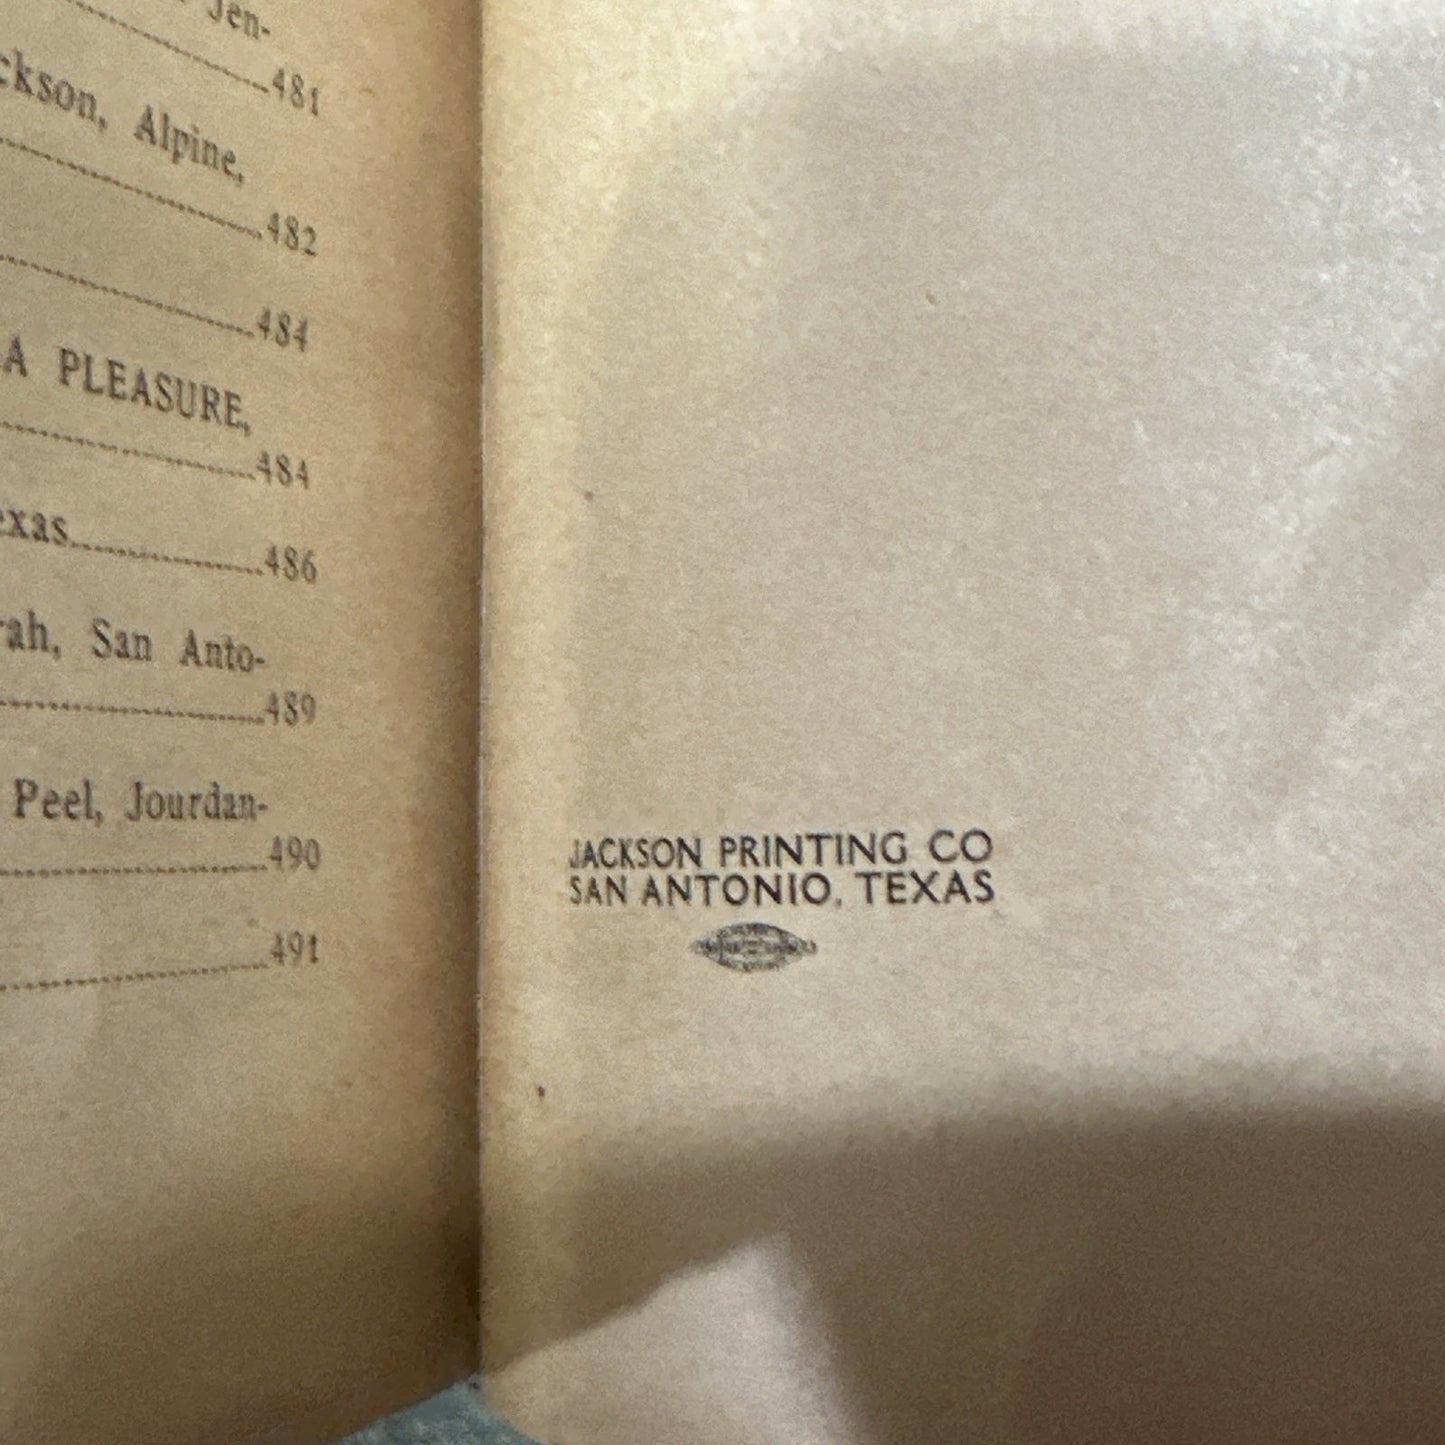 Jen-
481
ckson, Alpine,
482
484
A PLEASURE,
484
exas 486
rah, San Anto-
489
Peel, Jourdan-
490
491
JACKSON PRINTING CO
SAN ANTONIO, TEXAS